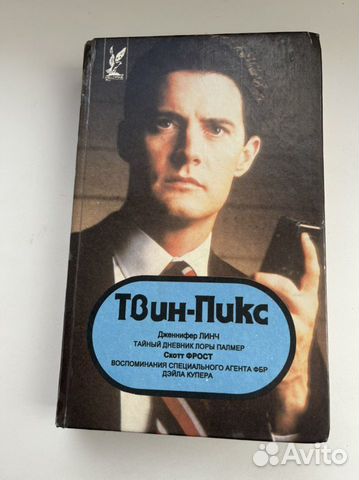 Твин-Пикс
Дженнифер ЛИНЧ
ТАЙНЫЙ ДНЕВНИК ЛОРЫ ПАЛМЕР
Скотт ФРОСТ
ВОСПОМИНАНИЯ СПЕЦИАЛЬНОГО АГЕНТА ФБР
ДЭЙЛА КУПЕРА
Avito